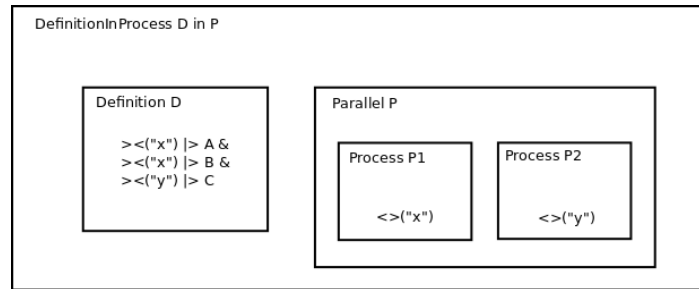 DefinitionInProcess D in P
Definition D
><("x") |> A &
><("x") |> B &
><("y") |> C
Parallel P
Process P1
<>("x")
Process P2
<>("y")